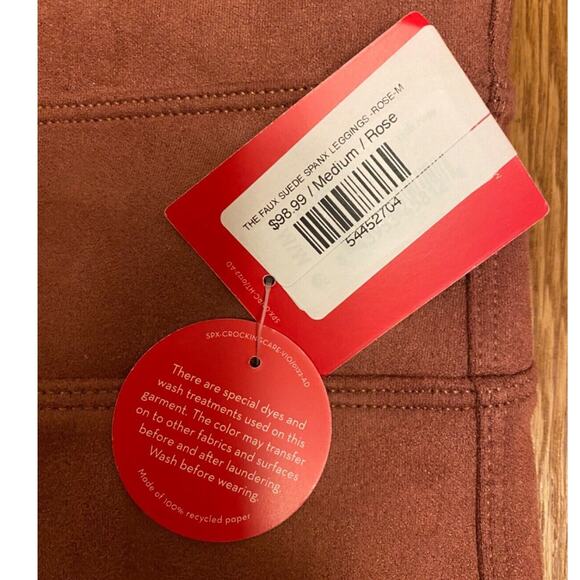 THE FAUX SUEDE SPANX LEGGINGS -ROSE-M
$98.99 / Medium / Rose
54452704
SPX-CROCKINGCARE-V10/0122-AD
There are special dyes and
wash treatments used on this
garment. The color may transfer
on to other fabrics and surfaces
before and after laundering.
Wash before wearing.
Made of 100% recycled paper